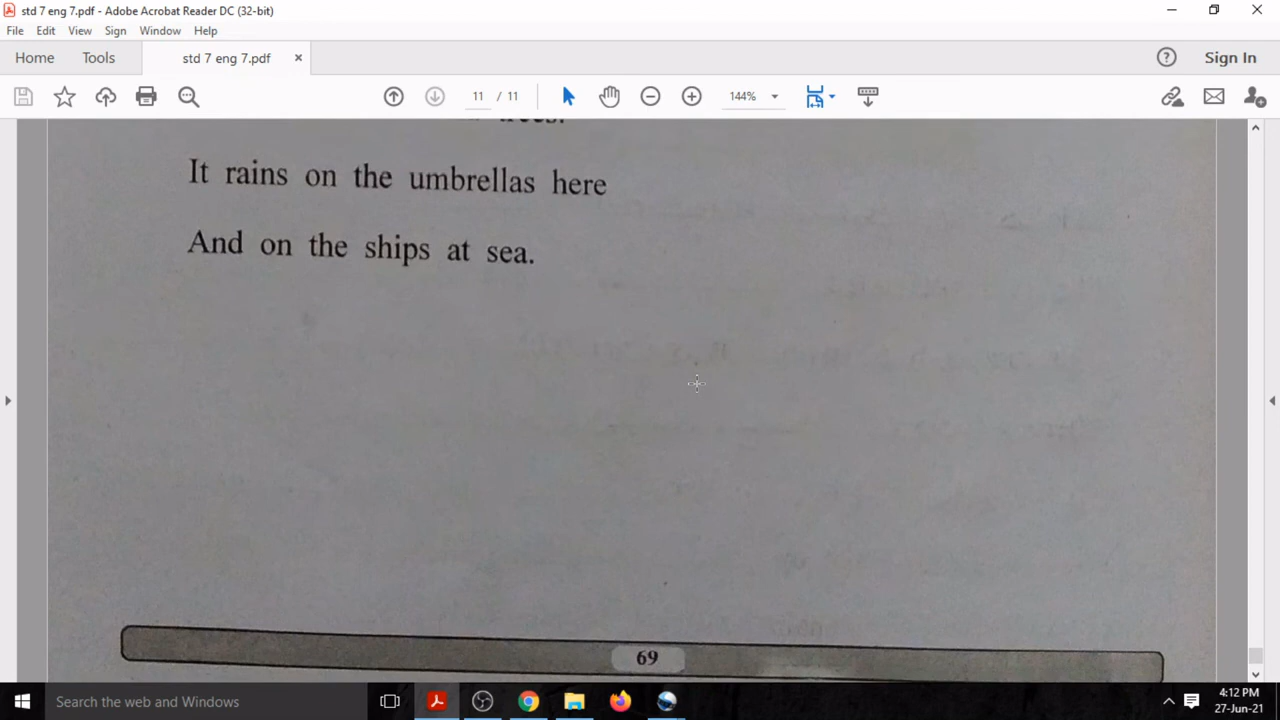 std 7 eng 7.pdf - Adobe Acrobat Reader DC (32-bit)
File Edit View Sign Window Help
Home Tools std 7 eng 7.pdf × Sign In
11 / 11 144%
trees.
It rains on the umbrellas here
And on the ships at sea.
69
Search the web and Windows
4:12 PM
27-Jun-21